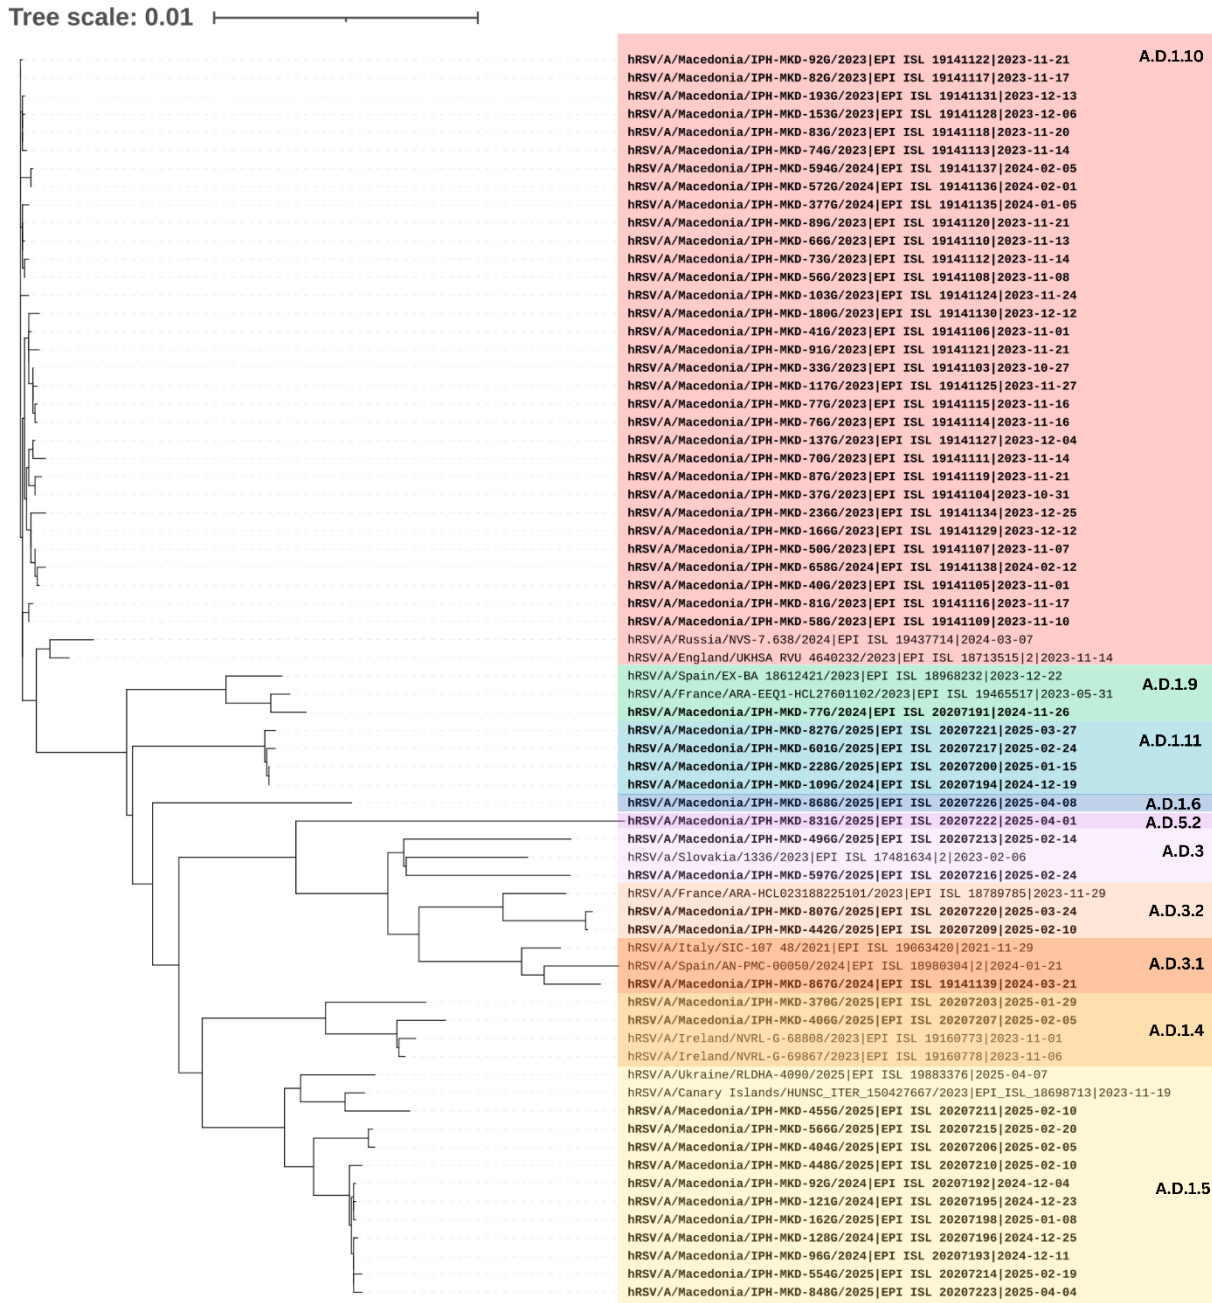 Tree scale: 0.01
hRSV/A/Macedonia/IPH-MKD-92G/2023|EPI ISL 19141122|2023-11-21 A.D.1.10
hRSV/A/Macedonia/IPH-MKD-82G/2023|EPI ISL 19141117|2023-11-17
hRSV/A/Macedonia/IPH-MKD-193G/2023|EPI ISL 19141131|2023-12-13
hRSV/A/Macedonia/IPH-MKD-153G/2023|EPI ISL 19141128|2023-12-06
hRSV/A/Macedonia/IPH-MKD-83G/2023|EPI ISL 19141118|2023-11-20
hRSV/A/Macedonia/IPH-MKD-74G/2023|EPI ISL 19141113|2023-11-14
hRSV/A/Macedonia/IPH-MKD-594G/2024|EPI ISL 19141137|2024-02-05
hRSV/A/Macedonia/IPH-MKD-572G/2024|EPI ISL 19141136|2024-02-01
hRSV/A/Macedonia/IPH-MKD-377G/2024|EPI ISL 19141135|2024-01-05
hRSV/A/Macedonia/IPH-MKD-89G/2023|EPI ISL 19141120|2023-11-21
hRSV/A/Macedonia/IPH-MKD-66G/2023|EPI ISL 19141110|2023-11-13
hRSV/A/Macedonia/IPH-MKD-73G/2023|EPI ISL 19141112|2023-11-14
hRSV/A/Macedonia/IPH-MKD-56G/2023|EPI ISL 19141108|2023-11-08
hRSV/A/Macedonia/IPH-MKD-103G/2023|EPI ISL 19141124|2023-11-24
hRSV/A/Macedonia/IPH-MKD-180G/2023|EPI ISL 19141130|2023-12-12
hRSV/A/Macedonia/IPH-MKD-41G/2023|EPI ISL 19141106|2023-11-01
hRSV/A/Macedonia/IPH-MKD-91G/2023|EPI ISL 19141121|2023-11-21
hRSV/A/Macedonia/IPH-MKD-33G/2023|EPI ISL 19141103|2023-10-27
hRSV/A/Macedonia/IPH-MKD-117G/2023|EPI ISL 19141125|2023-11-27
hRSV/A/Macedonia/IPH-MKD-77G/2023|EPI ISL 19141115|2023-11-16
hRSV/A/Macedonia/IPH-MKD-76G/2023|EPI ISL 19141114|2023-11-16
hRSV/A/Macedonia/IPH-MKD-137G/2023|EPI ISL 19141127|2023-12-04
hRSV/A/Macedonia/IPH-MKD-70G/2023|EPI ISL 19141111|2023-11-14
hRSV/A/Macedonia/IPH-MKD-87G/2023|EPI ISL 19141119|2023-11-21
hRSV/A/Macedonia/IPH-MKD-37G/2023|EPI ISL 19141104|2023-10-31
hRSV/A/Macedonia/IPH-MKD-236G/2023|EPI ISL 19141134|2023-12-25
hRSV/A/Macedonia/IPH-MKD-166G/2023|EPI ISL 19141129|2023-12-12
hRSV/A/Macedonia/IPH-MKD-50G/2023|EPI ISL 19141107|2023-11-07
hRSV/A/Macedonia/IPH-MKD-658G/2024|EPI ISL 19141138|2024-02-12
hRSV/A/Macedonia/IPH-MKD-40G/2023|EPI ISL 19141105|2023-11-01
hRSV/A/Macedonia/IPH-MKD-81G/2023|EPI ISL 19141116|2023-11-17
hRSV/A/Macedonia/IPH-MKD-58G/2023|EPI ISL 19141109|2023-11-10
hRSV/A/Russia/NVS-7.638/2024|EPI ISL 19437714|2024-03-07
hRSV/A/England/UKHSA RVU 4640232/2023|EPI ISL 18713515|2|2023-11-14
hRSV/A/Spain/EX-BA 18612421/2023|EPI ISL 18968232|2023-12-22 A.D.1.9
hRSV/A/France/ARA-EEQ1-HCL27601102/2023|EPI ISL 19465517|2023-05-31
hRSV/A/Macedonia/IPH-MKD-77G/2024|EPI ISL 20207191|2024-11-26
hRSV/A/Macedonia/IPH-MKD-827G/2025|EPI ISL 20207221|2025-03-27 A.D.1.11
hRSV/A/Macedonia/IPH-MKD-601G/2025|EPI ISL 20207217|2025-02-24
hRSV/A/Macedonia/IPH-MKD-228G/2025|EPI ISL 20207200|2025-01-15
hRSV/A/Macedonia/IPH-MKD-109G/2024|EPI ISL 20207194|2024-12-19
hRSV/A/Macedonia/IPH-MKD-868G/2025|EPI ISL 20207226|2025-04-08 A.D.1.6
hRSV/A/Macedonia/IPH-MKD-831G/2025|EPI ISL 20207222|2025-04-01 A.D.5.2
hRSV/A/Macedonia/IPH-MKD-496G/2025|EPI ISL 20207213|2025-02-14 A.D.3
hRSV/a/Slovakia/1336/2023|EPI ISL 17481634|2|2023-02-06
hRSV/A/Macedonia/IPH-MKD-597G/2025|EPI ISL 20207216|2025-02-24
hRSV/A/France/ARA-HCL023188225101/2023|EPI ISL 18789785|2023-11-29
hRSV/A/Macedonia/IPH-MKD-807G/2025|EPI ISL 20207220|2025-03-24 A.D.3.2
hRSV/A/Macedonia/IPH-MKD-442G/2025|EPI ISL 20207209|2025-02-10
hRSV/A/Italy/SIC-107 48/2021|EPI ISL 19063420|2021-11-29
hRSV/A/Spain/AN-PMC-00050/2024|EPI ISL 18980304|2|2024-01-21 A.D.3.1
hRSV/A/Macedonia/IPH-MKD-867G/2024|EPI ISL 19141139|2024-03-21
hRSV/A/Macedonia/IPH-MKD-370G/2025|EPI ISL 20207203|2025-01-29
hRSV/A/Macedonia/IPH-MKD-406G/2025|EPI ISL 20207207|2025-02-05 A.D.1.4
hRSV/A/Ireland/NVRL-G-68808/2023|EPI ISL 19160773|2023-11-01
hRSV/A/Ireland/NVRL-G-69867/2023|EPI ISL 19160778|2023-11-06
hRSV/A/Ukraine/RLDHA-4090/2025|EPI ISL 19883376|2025-04-07
hRSV/A/Canary Islands/HUNSC_ITER_150427667/2023|EPI_ISL_18698713|2023-11-19
hRSV/A/Macedonia/IPH-MKD-455G/2025|EPI ISL 20207211|2025-02-10
hRSV/A/Macedonia/IPH-MKD-566G/2025|EPI ISL 20207215|2025-02-20
hRSV/A/Macedonia/IPH-MKD-404G/2025|EPI ISL 20207206|2025-02-05
hRSV/A/Macedonia/IPH-MKD-448G/2025|EPI ISL 20207210|2025-02-10
hRSV/A/Macedonia/IPH-MKD-92G/2024|EPI ISL 20207192|2024-12-04 A.D.1.5
hRSV/A/Macedonia/IPH-MKD-121G/2024|EPI ISL 20207195|2024-12-23
hRSV/A/Macedonia/IPH-MKD-162G/2025|EPI ISL 20207198|2025-01-08
hRSV/A/Macedonia/IPH-MKD-128G/2024|EPI ISL 20207196|2024-12-25
hRSV/A/Macedonia/IPH-MKD-96G/2024|EPI ISL 20207193|2024-12-11
hRSV/A/Macedonia/IPH-MKD-554G/2025|EPI ISL 20207214|2025-02-19
hRSV/A/Macedonia/IPH-MKD-848G/2025|EPI ISL 20207223|2025-04-04